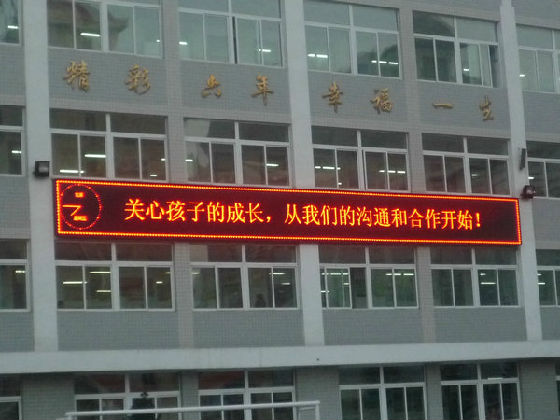 精彩六年 幸福一生
关心孩子的成长，从我们的沟通和合作开始！